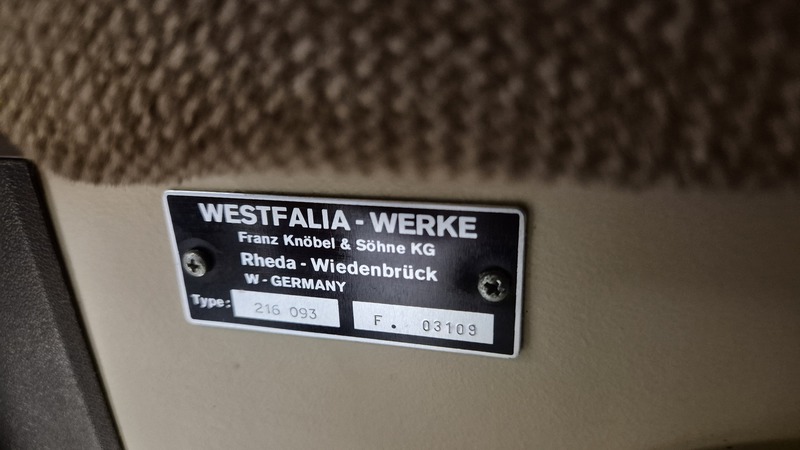 WESTFALIA - WERKE
Franz Knöbel & Söhne KG
Rheda - Wiedenbrück
W - GERMANY
Type: 216 093 F. 03109